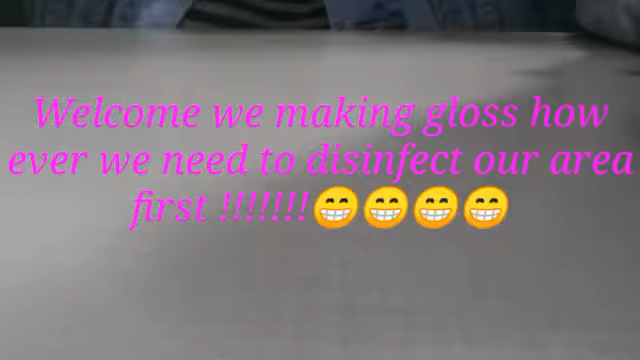 Welcome we making gloss how
ever we need to disinfect our area
first !!!!!!!😁😁😁😁